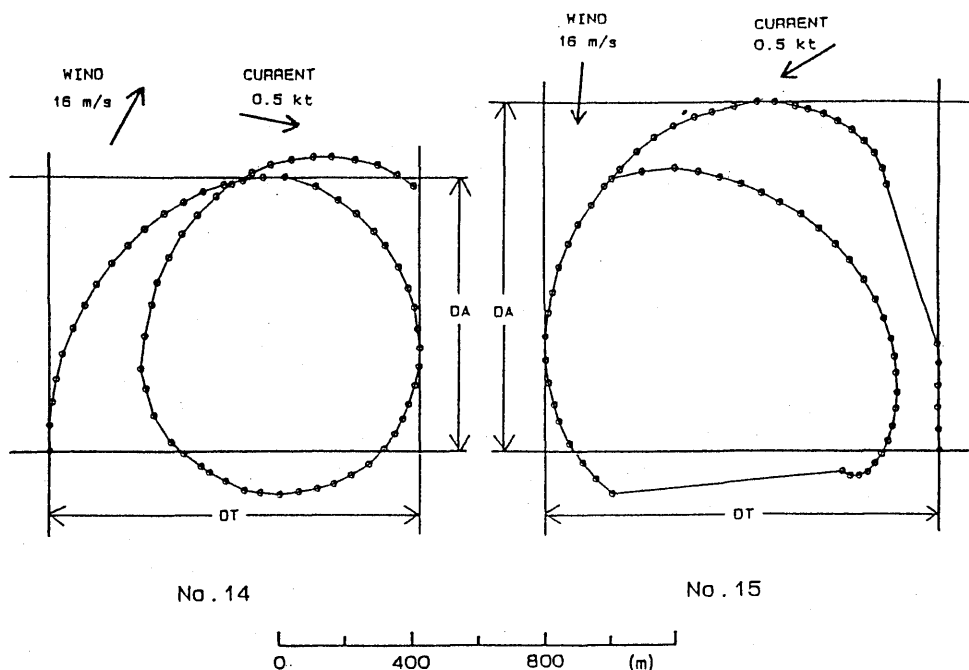 WIND
16 m/s
CURRENT
0.5 kt
WIND
16 m/s
CURRENT
0.5 kt
DA
DA
DT
DT
No.14
No.15
0
400
800
(m)